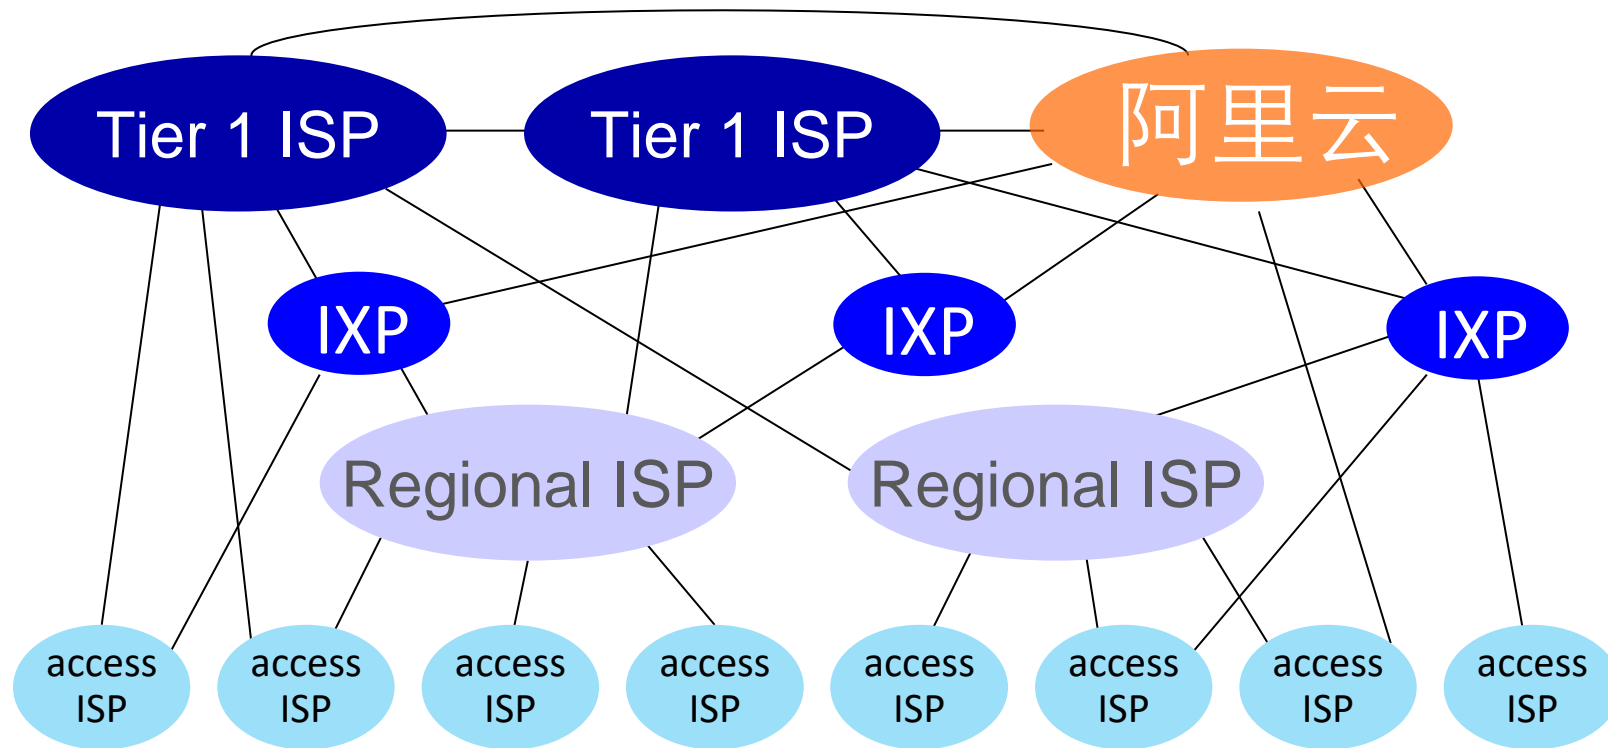 Tier 1 ISP
Tier 1 ISP
阿里云
IXP
IXP
IXP
Regional ISP
Regional ISP
access
ISP
access
ISP
access
ISP
access
ISP
access
ISP
access
ISP
access
ISP
access
ISP